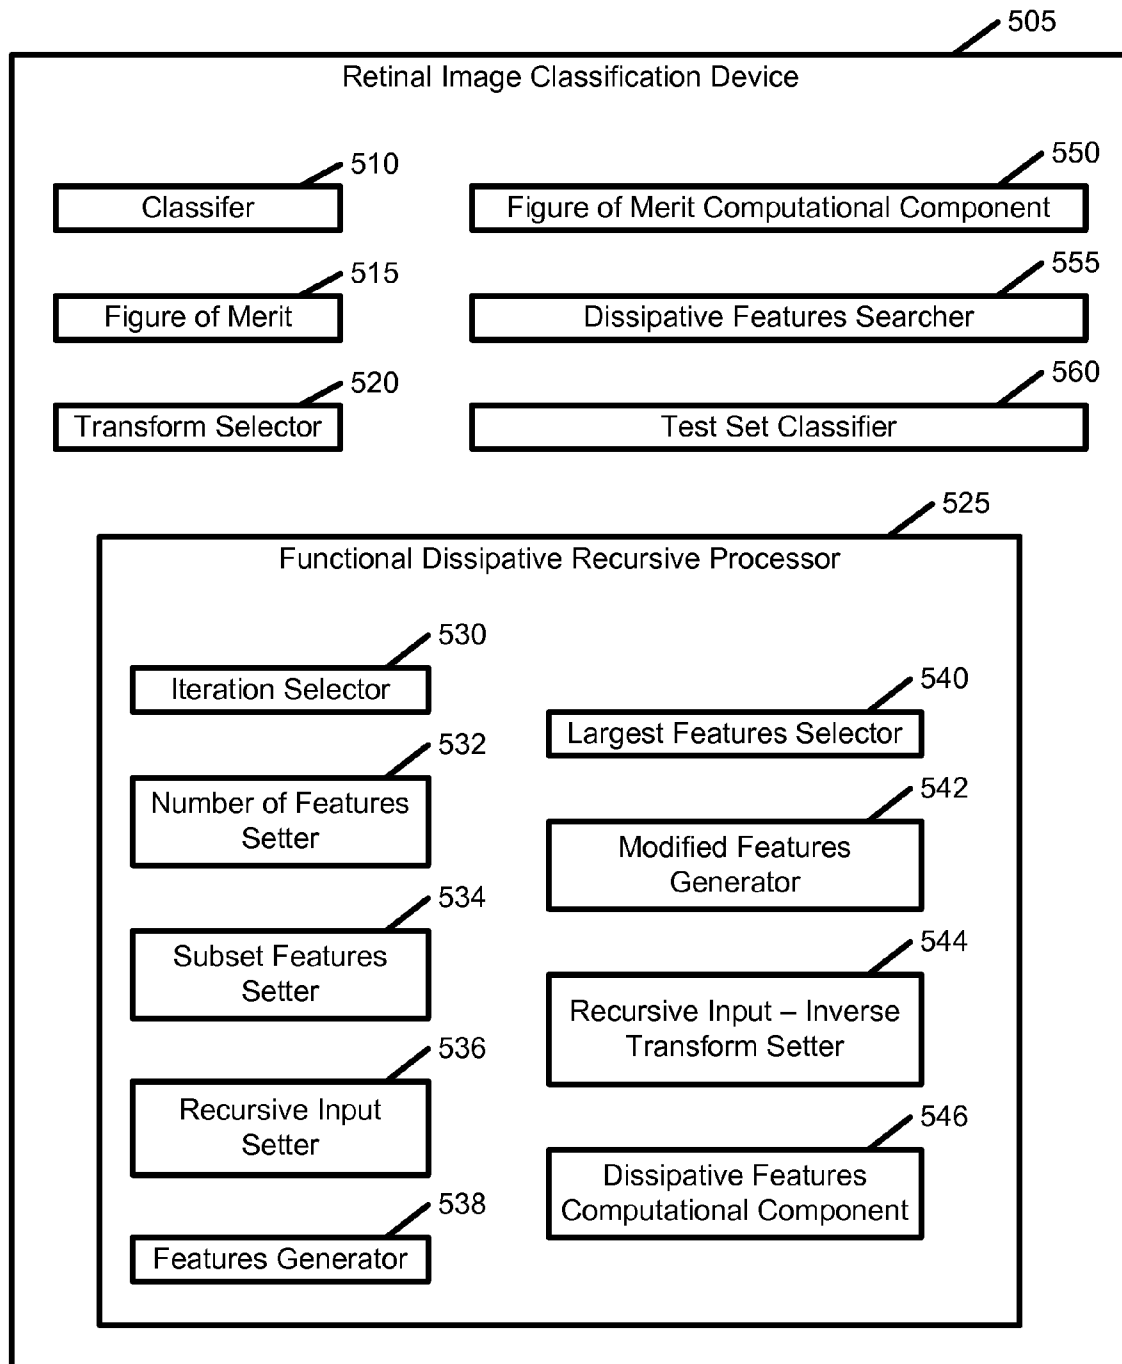 505
Retinal Image Classification Device
510
Classifer
550
Figure of Merit Computational Component
515
Figure of Merit
555
Dissipative Features Searcher
520
Transform Selector
560
Test Set Classifier
525
Functional Dissipative Recursive Processor
530
Iteration Selector
540
Largest Features Selector
532
Number of Features
Setter
542
Modified Features
Generator
534
Subset Features
Setter
544
Recursive Input – Inverse
Transform Setter
536
Recursive Input
Setter
546
Dissipative Features
Computational Component
538
Features Generator